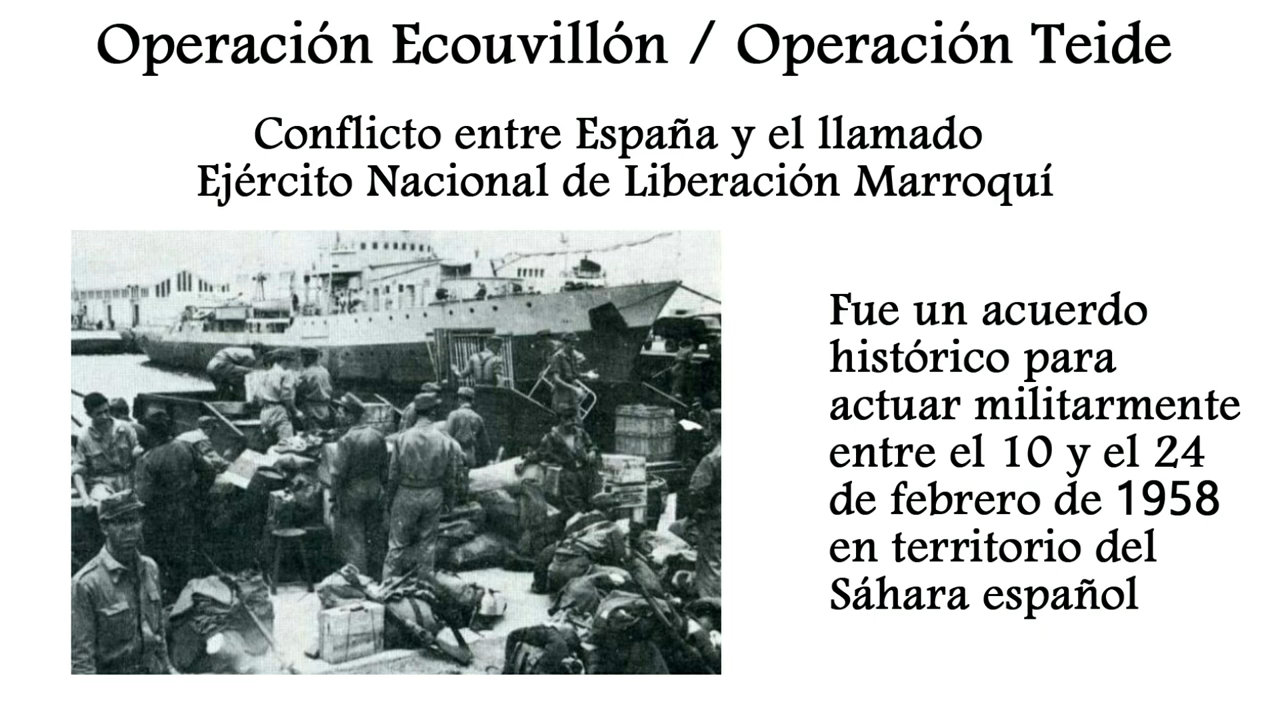 Operación Ecouvillón / Operación Teide
Conflicto entre España y el llamado
Ejército Nacional de Liberación Marroquí
Fue un acuerdo
histórico para
actuar militarmente
entre el 10 y el 24
de febrero de 1958
en territorio del
Sáhara español